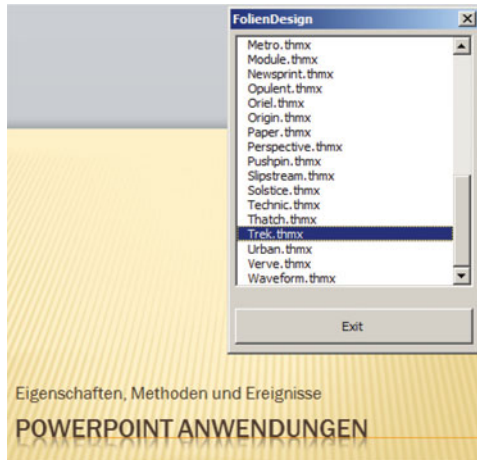 FolienDesign
Metro.thmx
Module.thmx
Newsprint.thmx
Opulent.thmx
Oriel.thmx
Origin.thmx
Paper.thmx
Perspective.thmx
Pushpin.thmx
Slipstream.thmx
Solstice.thmx
Technic.thmx
Thatch.thmx
Trek.thmx
Urban.thmx
Verve.thmx
Waveform.thmx
Exit
Eigenschaften, Methoden und Ereignisse
POWERPOINT ANWENDUNGEN